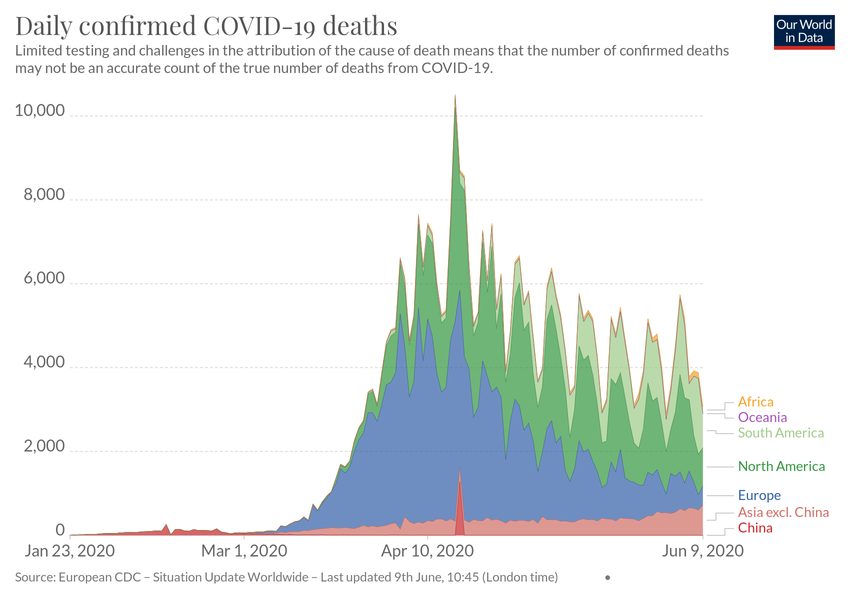 Daily confirmed COVID-19 deaths
Our World
in Data
Limited testing and challenges in the attribution of the cause of death means that the number of confirmed deaths
may not be an accurate count of the true number of deaths from COVID-19.
10,000
8,000
6,000
4,000
2,000
0
Africa
Oceania
South America
North America
Europe
Asia excl. China
China
Jan 23, 2020
Mar 1, 2020
Apr 10, 2020
Jun 9, 2020
Source: European CDC – Situation Update Worldwide – Last updated 9th June, 10:45 (London time)